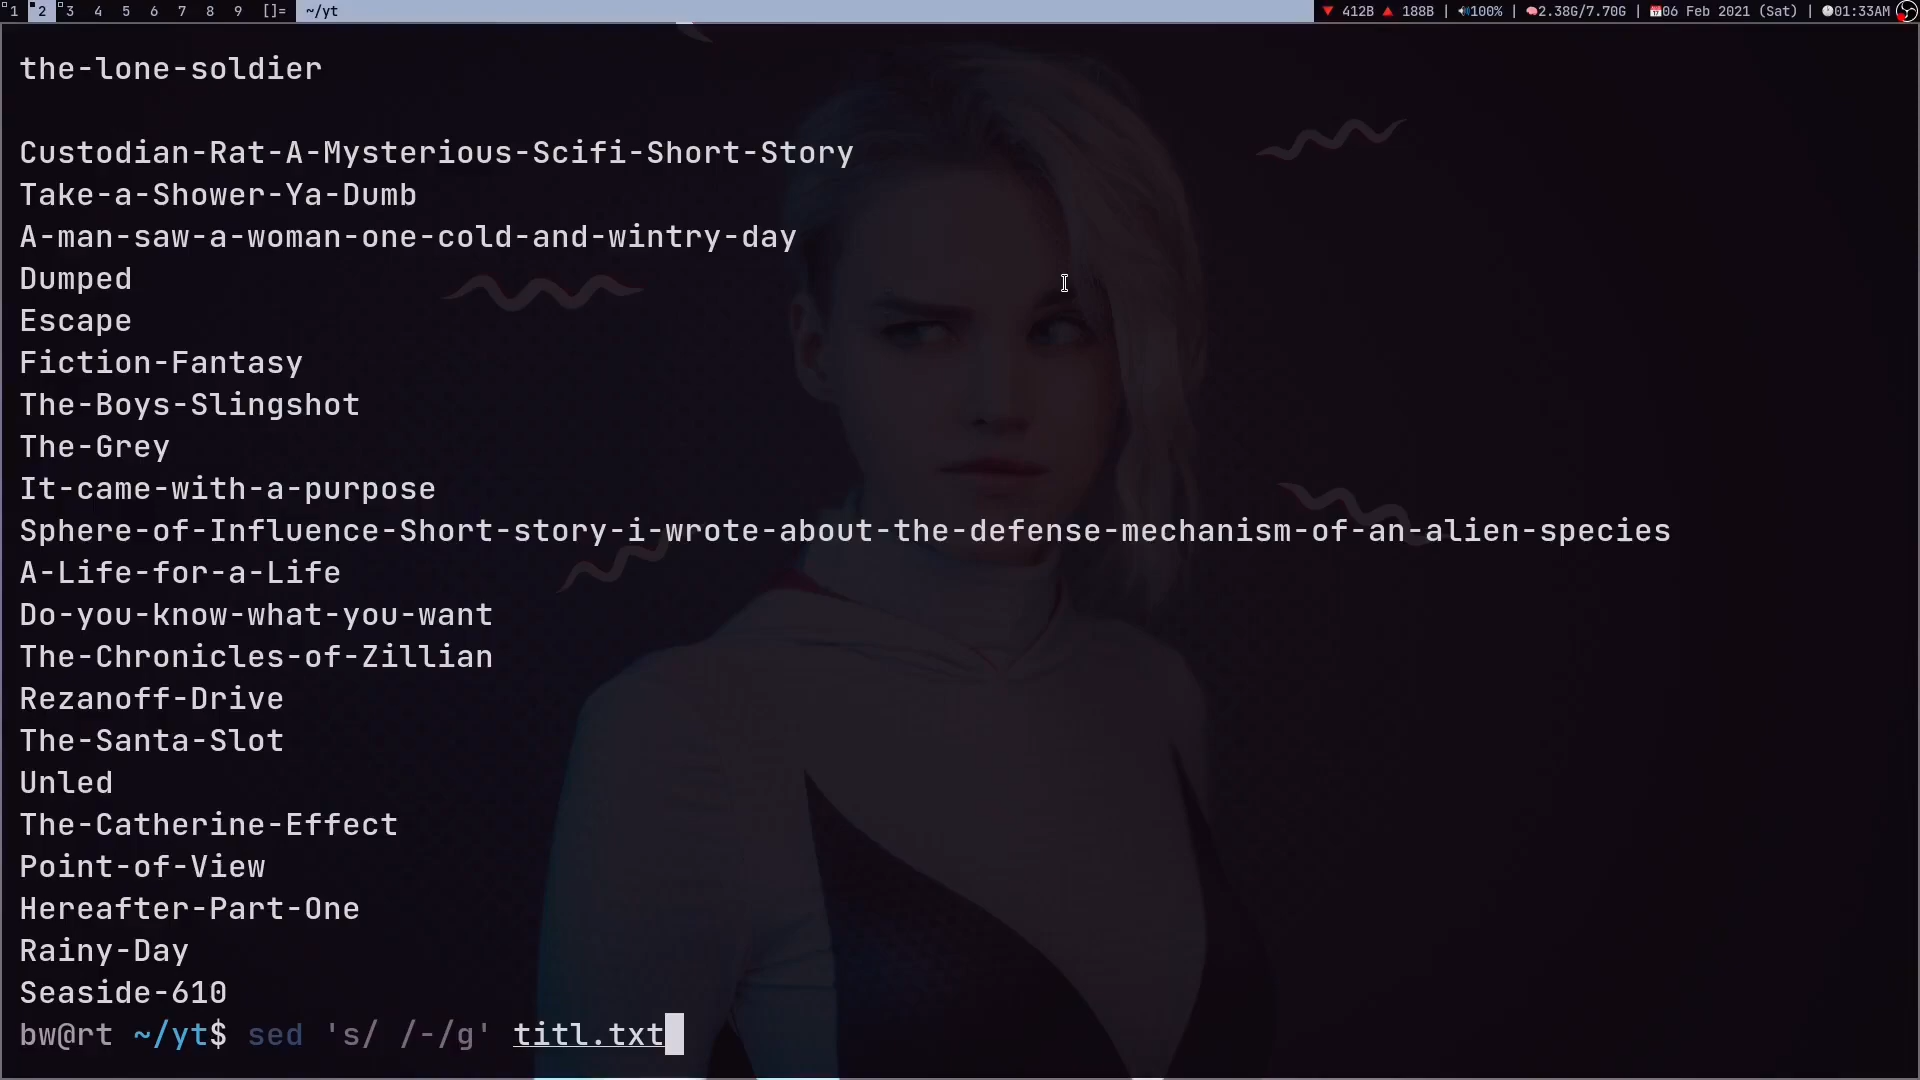 1 2 3 4 5 6 7 8 9 []= ~/yt 412B 188B | 100% | 2.38G/7.70G | 06 Feb 2021 (Sat) | 01:33AM
the-lone-soldier
Custodian-Rat-A-Mysterious-Scifi-Short-Story
Take-a-Shower-Ya-Dumb
A-man-saw-a-woman-one-cold-and-wintry-day
Dumped
Escape
Fiction-Fantasy
The-Boys-Slingshot
The-Grey
It-came-with-a-purpose
Sphere-of-Influence-Short-story-i-wrote-about-the-defense-mechanism-of-an-alien-species
A-Life-for-a-Life
Do-you-know-what-you-want
The-Chronicles-of-Zillian
Rezanoff-Drive
The-Santa-Slot
Unled
The-Catherine-Effect
Point-of-View
Hereafter-Part-One
Rainy-Day
Seaside-610
bw@rt ~/yt$ sed 's/ /-/g' titl.txt